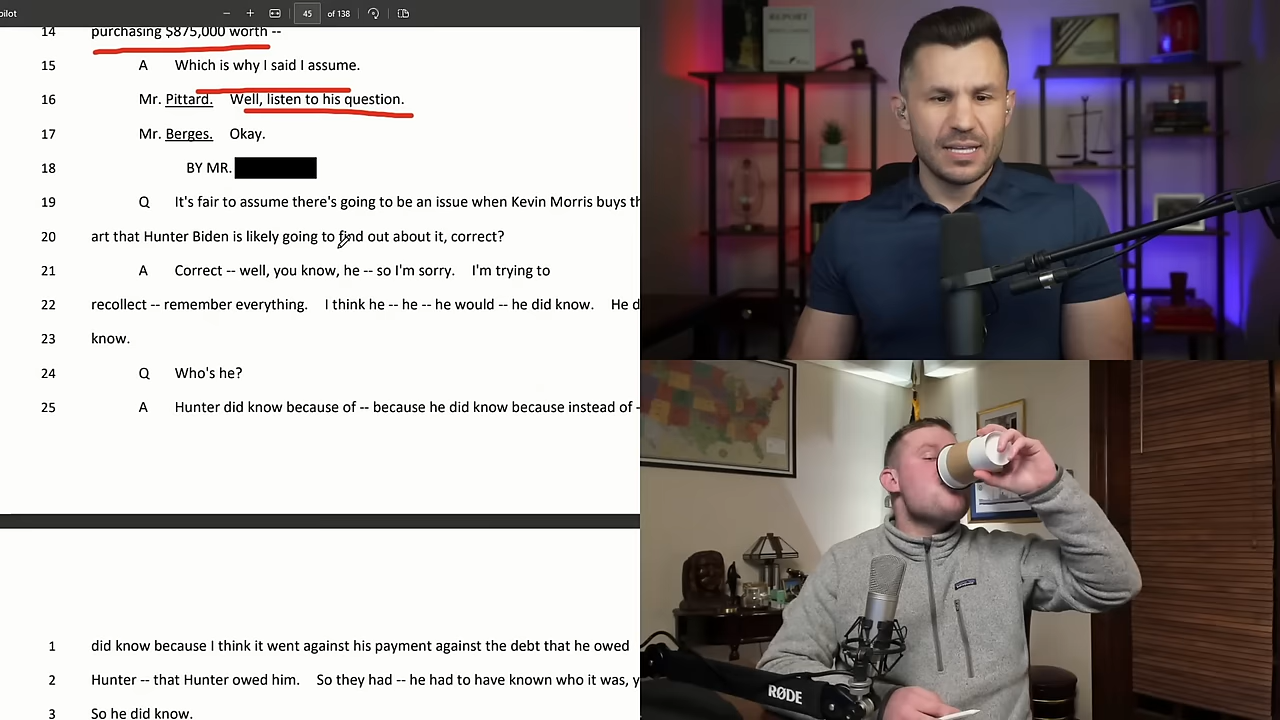 pilot
45 of 138
14 purchasing $875,000 worth --
15 A Which is why I said I assume.
16 Mr. Pittard. Well, listen to his question.
17 Mr. Berges. Okay.
18 BY MR.
19 Q It's fair to assume there's going to be an issue when Kevin Morris buys th
20 art that Hunter Biden is likely going to find out about it, correct?
21 A Correct -- well, you know, he -- so I'm sorry. I'm trying to
22 recollect -- remember everything. I think he -- he -- he would -- he did know. He d
23 know.
24 Q Who's he?
25 A Hunter did know because of -- because he did know because instead of -
1 did know because I think it went against his payment against the debt that he owed
2 Hunter -- that Hunter owed him. So they had -- he had to have known who it was, y
3 So he did know.
REPORT
patagonia
RØDE